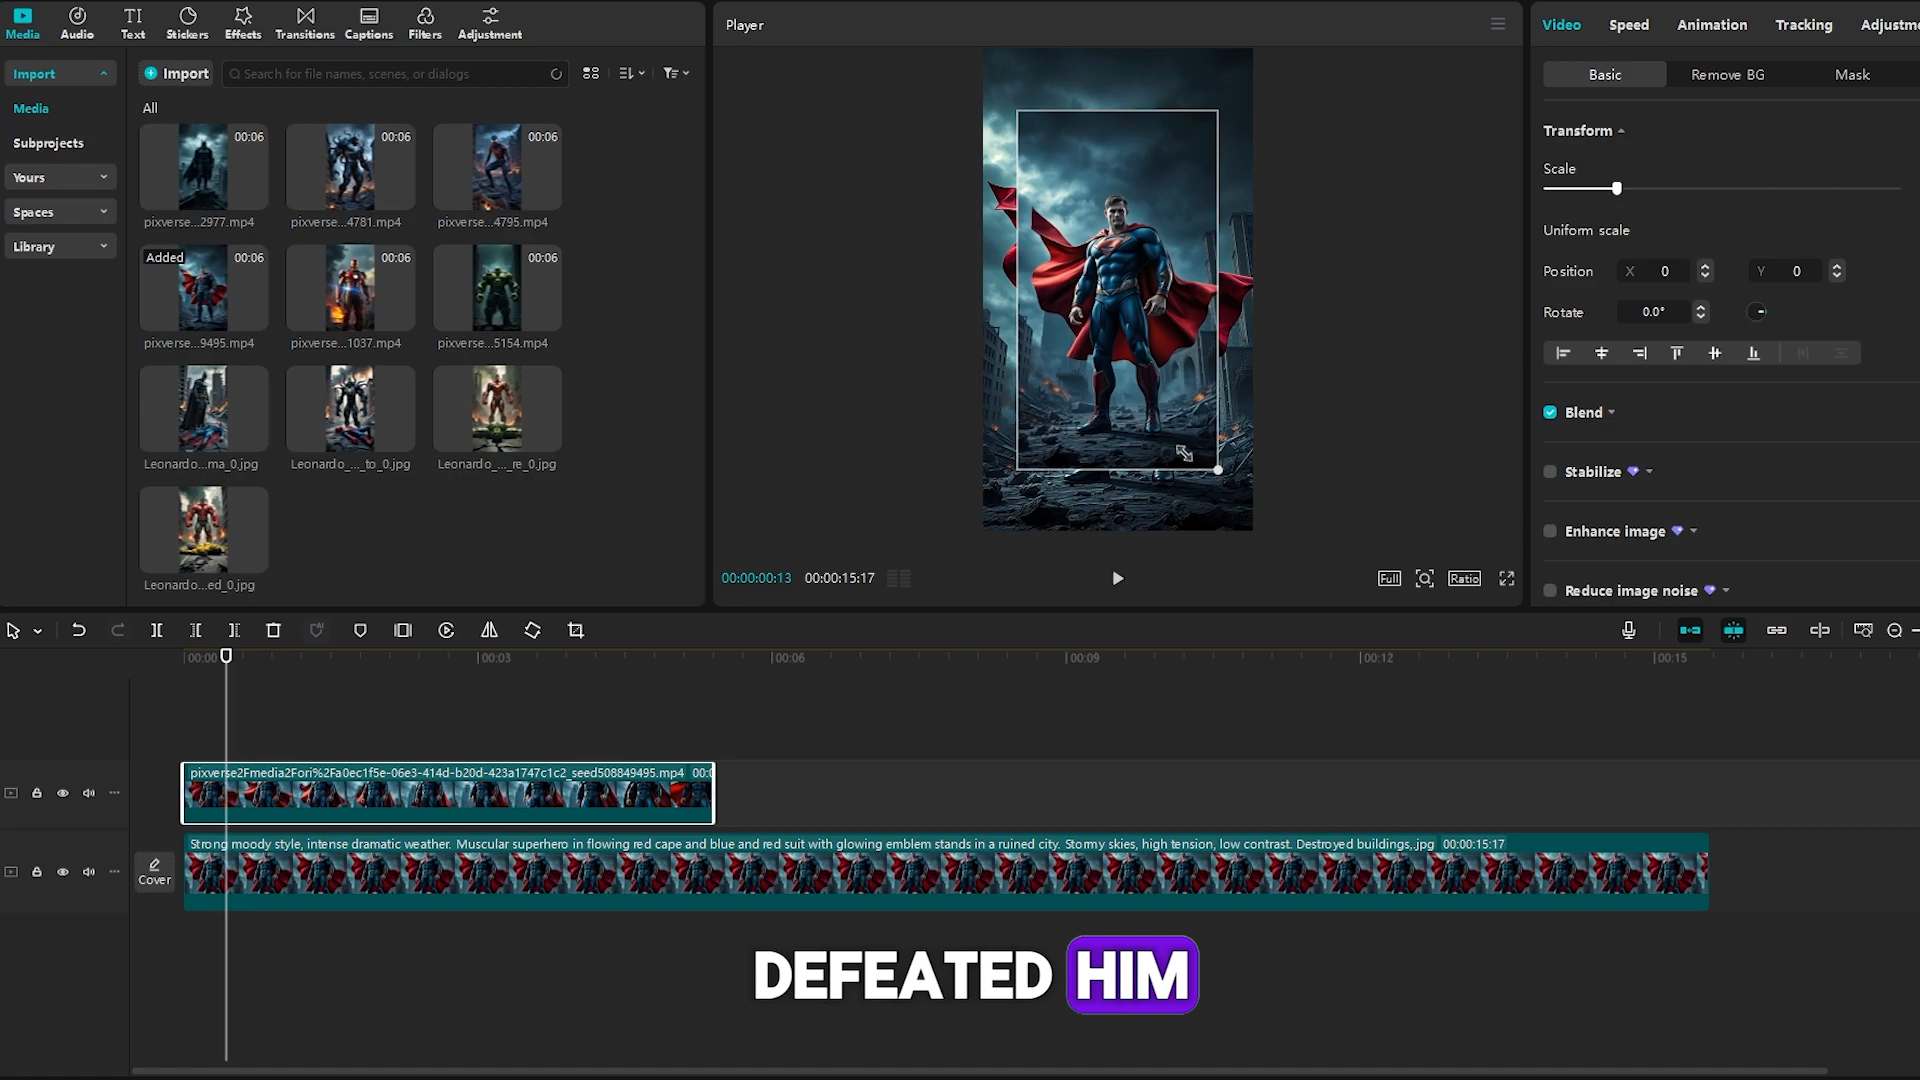 Media
Audio
Text
Stickers
Effects
Transitions
Captions
Filters
Adjustment
Import
Media
Subprojects
Yours
Spaces
Library
Import
Search for file names, scenes, or dialogs
All
00:06
00:06
00:06
pixverse...2977.mp4
pixverse...4781.mp4
pixverse...4795.mp4
Added
00:06
00:06
00:06
pixverse...9495.mp4
pixverse...1037.mp4
pixverse...5154.mp4
Leonardo...ma_0.jpg
Leonardo_..._to_0.jpg
Leonardo_..._re_0.jpg
Leonardo...ed_0.jpg
Player
00:00:00:13
00:00:15:17
Full
Ratio
Video
Speed
Animation
Tracking
Adjustme
Basic
Remove BG
Mask
Transform
Scale
Uniform scale
Position X 0 Y 0
Rotate 0.0°
Blend
Stabilize
Enhance image
Reduce image noise
00:00
00:03
00:06
00:09
00:12
00:15
pixverse2Fmedia2Fori%2Fa0ec1f5e-06e3-414d-b20d-423a1747c1c2_seed508849495.mp4 00:0
Cover
Strong moody style, intense dramatic weather. Muscular superhero in flowing red cape and blue and red suit with glowing emblem stands in a ruined city. Stormy skies, high tension, low contrast. Destroyed buildings,.jpg 00:00:15:17
DEFEATED HIM